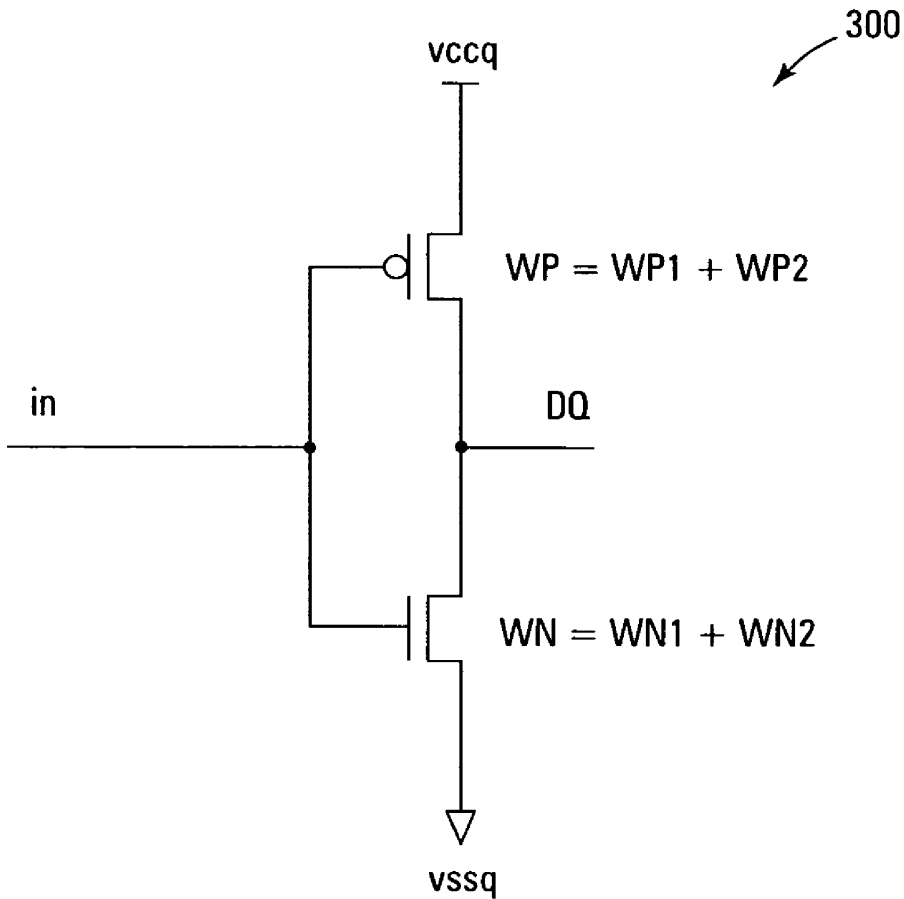 300
vccq
WP = WP1 + WP2
in
DQ
WN = WN1 + WN2
vssq